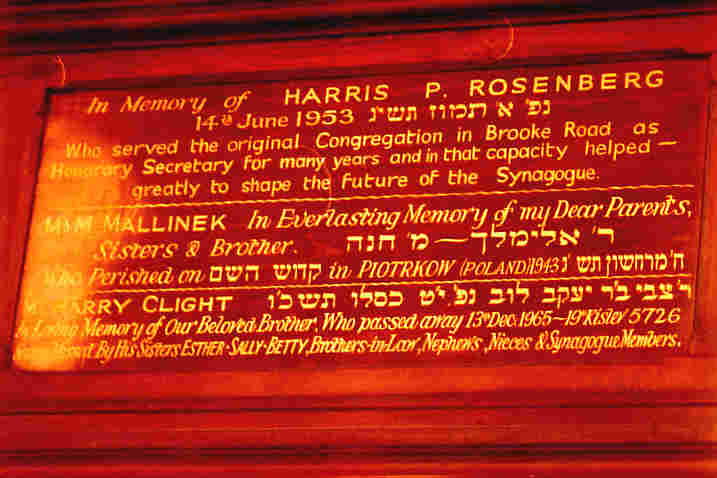 In Memory of HARRIS P. ROSENBERG
14th June 1953 נפ׳ א׳ תמוז תשי״ג
Who served the original Congregation in Brooke Road as
Honorary Secretary for many years and in that capacity helped —
greatly to shape the future of the Synagogue.
M&M MALLINEK In Everlasting Memory of my Dear Parents,
Sisters & Brother. ר׳ אלימלך — מ׳ חנה
Who Perished on קדוש השם in PIOTRKOW (POLAND) 1943 ח׳ מרחשון תש״ג
HARRY CLIGHT ר׳ צבי ב״ר יעקב לוב נפ׳ י״ט כסלו תשכ״ו
In Loving Memory of Our Beloved Brother, Who passed away 13th Dec. 1965 – 19th Kislev 5726
By His Sisters ESTHER · SALLY · BETTY, Brothers-in-Law, Nephews, Nieces & Synagogue Members.